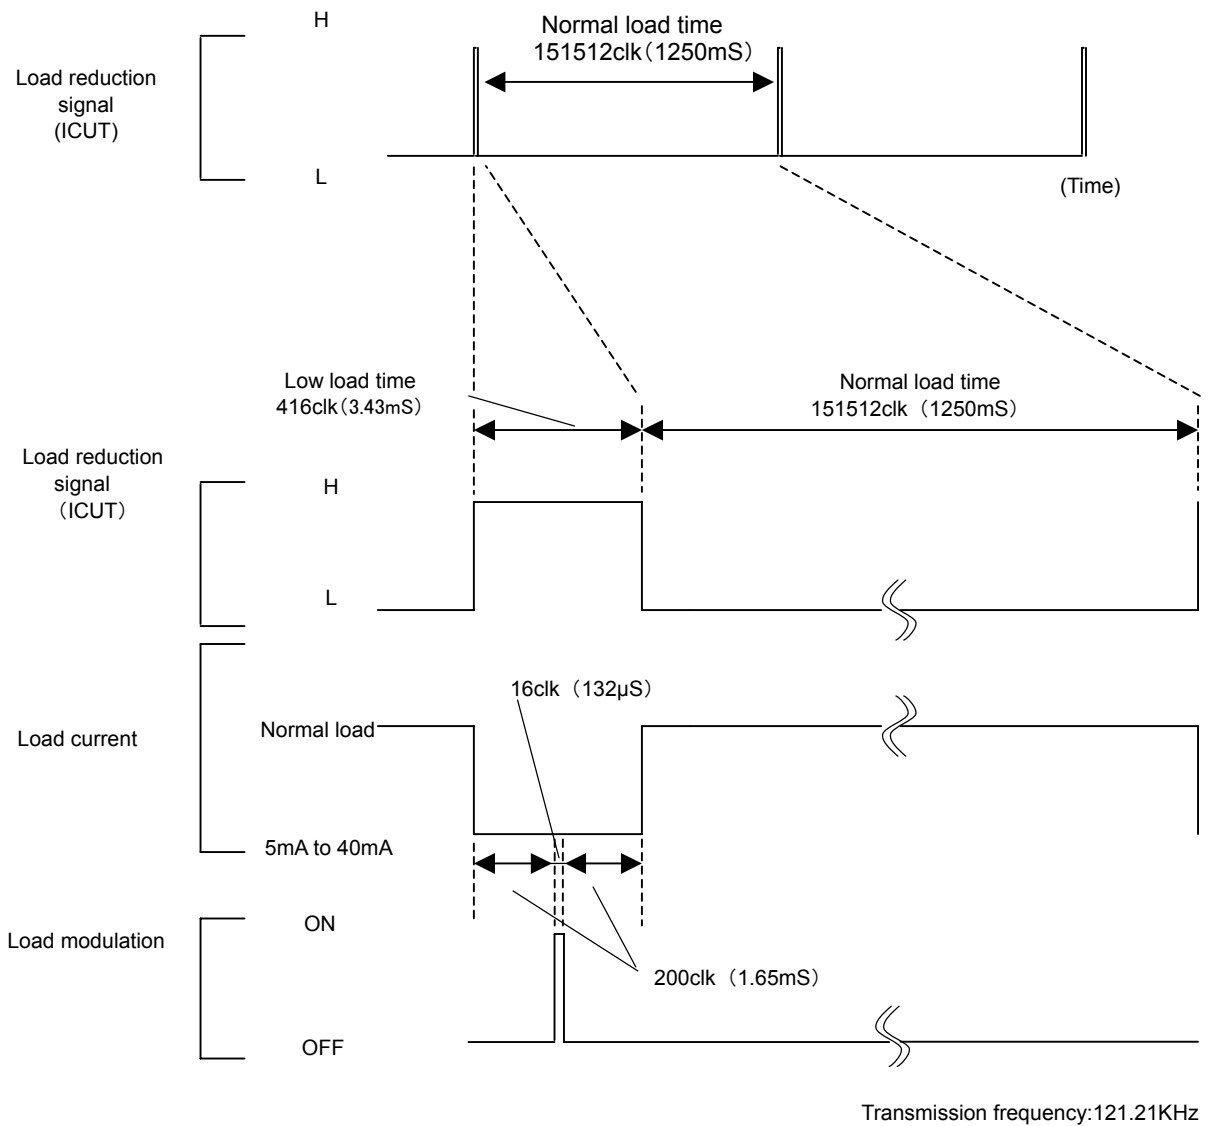 H
Normal load time
151512clk（1250mS）
Load reduction
signal
(ICUT)
L
(Time)
Low load time
416clk（3.43mS）
Normal load time
151512clk（1250mS）
Load reduction
signal
（ICUT）
H
L
16clk（132μS）
Load current
Normal load
5mA to 40mA
Load modulation
ON
200clk（1.65mS）
OFF
Transmission frequency:121.21KHz